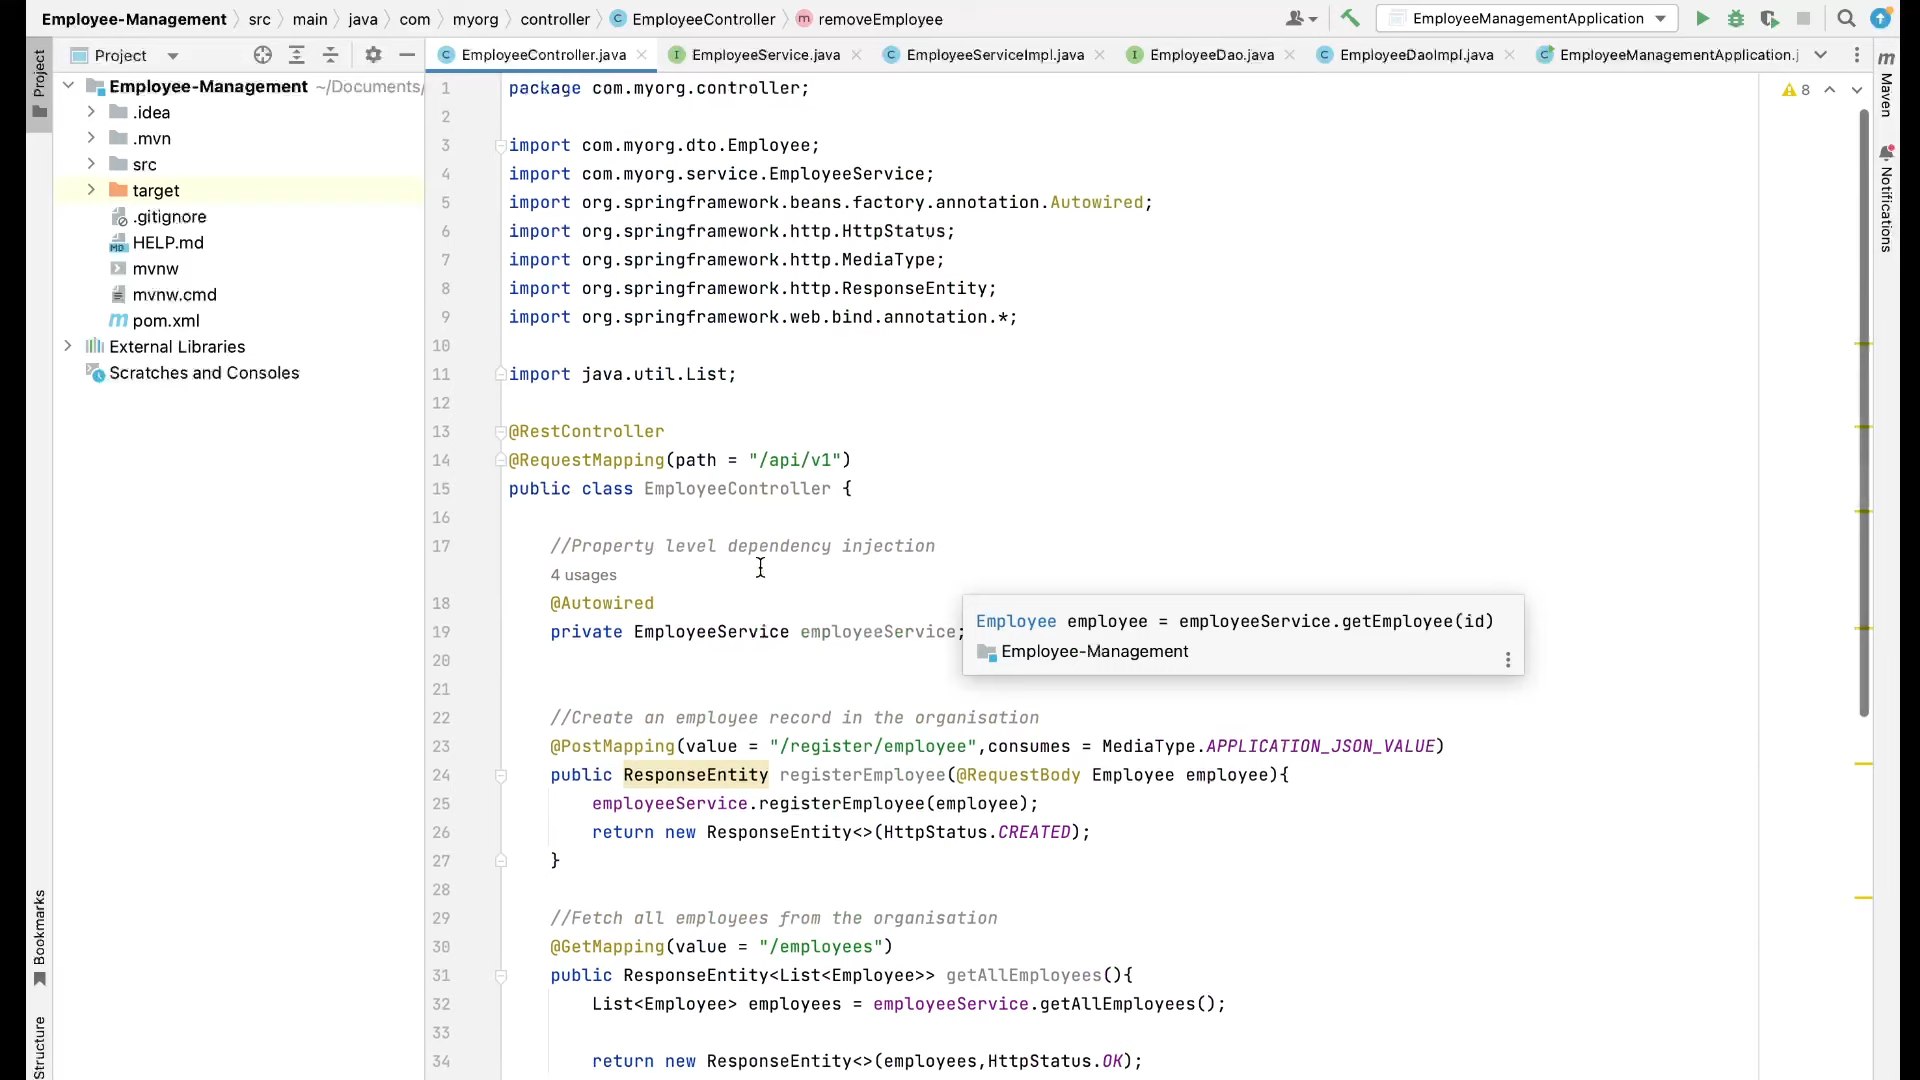 Employee-Management src main java com myorg controller EmployeeController removeEmployee
EmployeeManagementApplication
Project
EmployeeController.java EmployeeService.java EmployeeServiceImpl.java EmployeeDao.java EmployeeDaoImpl.java EmployeeManagementApplication.j
Project
Employee-Management ~/Documents/
.idea
.mvn
src
target
.gitignore
HELP.md
mvnw
mvnw.cmd
pom.xml
External Libraries
Scratches and Consoles
Bookmarks
Structure
8
Maven
Notifications
1 package com.myorg.controller;
2
3 import com.myorg.dto.Employee;
4 import com.myorg.service.EmployeeService;
5 import org.springframework.beans.factory.annotation.Autowired;
6 import org.springframework.http.HttpStatus;
7 import org.springframework.http.MediaType;
8 import org.springframework.http.ResponseEntity;
9 import org.springframework.web.bind.annotation.*;
10
11 import java.util.List;
12
13 @RestController
14 @RequestMapping(path = "/api/v1")
15 public class EmployeeController {
16
17 //Property level dependency injection
4 usages
18 @Autowired
19 private EmployeeService employeeService;
Employee employee = employeeService.getEmployee(id)
Employee-Management
20
21
22 //Create an employee record in the organisation
23 @PostMapping(value = "/register/employee",consumes = MediaType.APPLICATION_JSON_VALUE)
24 public ResponseEntity registerEmployee(@RequestBody Employee employee){
25 employeeService.registerEmployee(employee);
26 return new ResponseEntity<>(HttpStatus.CREATED);
27 }
28
29 //Fetch all employees from the organisation
30 @GetMapping(value = "/employees")
31 public ResponseEntity<List<Employee>> getAllEmployees(){
32 List<Employee> employees = employeeService.getAllEmployees();
33
34 return new ResponseEntity<>(employees,HttpStatus.OK);